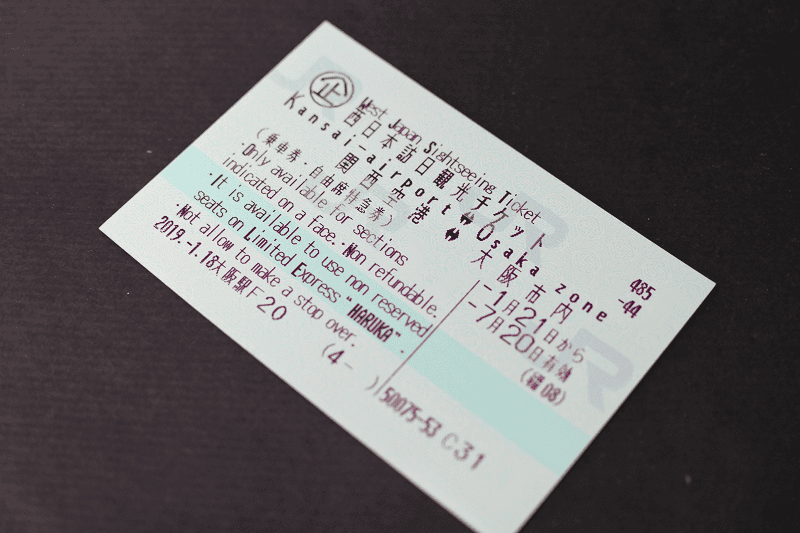 企 West Japan Sightseeing Ticket
西日本訪日観光チケット
Kansai-airport ⇔ Osaka zone
関西空港 ⇔ 大阪市内
(乗車券・自由席特急券)
485
-44
・Only available for sections
indicated on a face.・Non refundable.
・It is available to use non reserved
seats on Limited Express "HARUKA".
・Not allow to make a stop over.
-1月21日から
-7月20日有効
2019.-1.18大阪駅F20
(4- )
50075-53 C31
JR